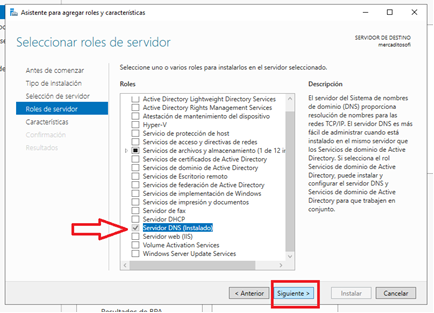 Asistente para agregar roles y características
Seleccionar roles de servidor
SERVIDOR DE DESTINO
mercaditosoft
Antes de comenzar
Tipo de instalación
Selección de servidor
Roles de servidor
Características
Confirmación
Resultados
Seleccione uno o varios roles para instalarlos en el servidor seleccionado.
Roles
Active Directory Lightweight Directory Services
Active Directory Rights Management Services
Atestación de mantenimiento del dispositivo
Hyper-V
Servicio de protección de host
Servicios de acceso y directivas de redes
Servicios de archivos y almacenamiento (1 de 12 in
Servicios de certificados de Active Directory
Servicios de dominio de Active Directory
Servicios de Escritorio remoto
Servicios de federación de Active Directory
Servicios de implementación de Windows
Servicios de impresión y documentos
Servidor de fax
Servidor DHCP
Servidor DNS (Instalado)
Servidor web (IIS)
Volume Activation Services
Windows Server Update Services
Descripción
El servidor del Sistema de nombres
de dominio (DNS) proporciona
resolución de nombres para las
redes TCP/IP. El servidor DNS es más
fácil de administrar cuando está
instalado en el mismo servidor que
los Servicios de dominio de Active
Directory. Si selecciona el rol
Servicios de dominio de Active
Directory, puede instalar y
configurar el servidor DNS y
Servicios de dominio de Active
Directory para que trabajen en
conjunto.
< Anterior
Siguiente >
Instalar
Cancelar
Resultados de BPA